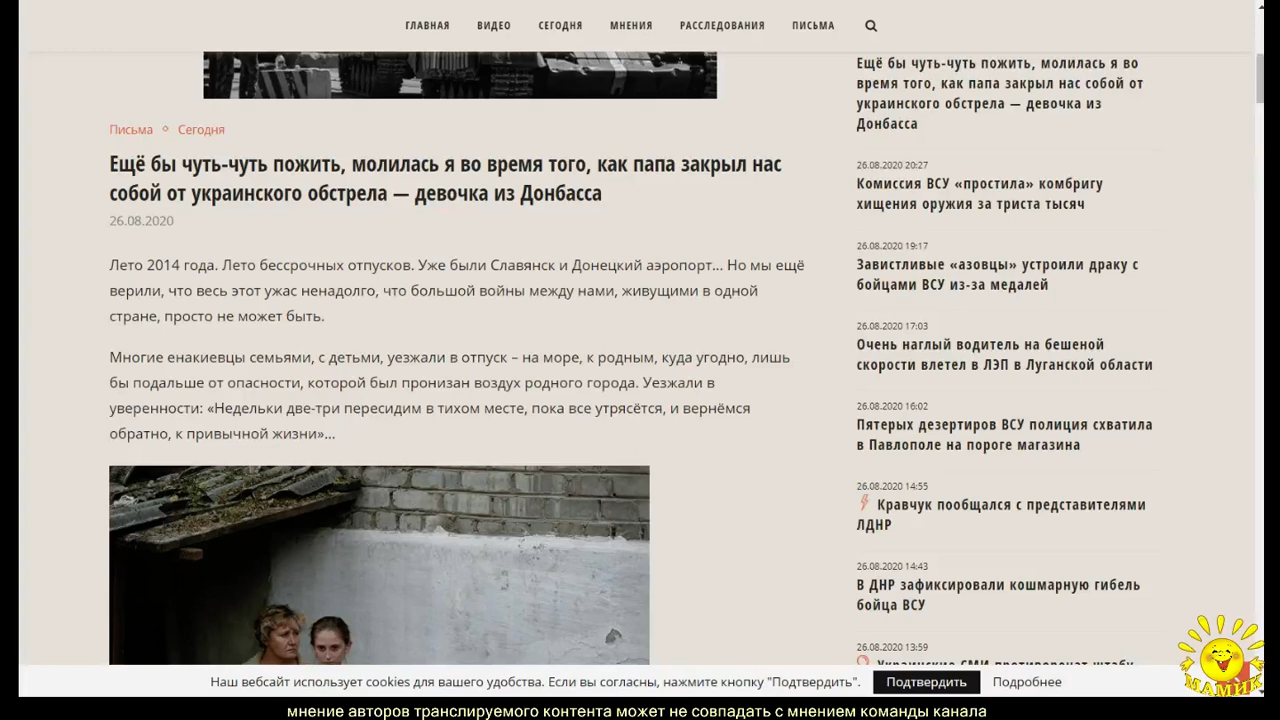 ГЛАВНАЯ ВИДЕО СЕГОДНЯ МНЕНИЯ РАССЛЕДОВАНИЯ ПИСЬМА
Письма ◇ Сегодня
Ещё бы чуть-чуть пожить, молилась я во время того, как папа закрыл нас
собой от украинского обстрела — девочка из Донбасса
26.08.2020
Лето 2014 года. Лето бессрочных отпусков. Уже были Славянск и Донецкий аэропорт... Но мы ещё
верили, что весь этот ужас ненадолго, что большой войны между нами, живущими в одной
стране, просто не может быть.
Многие енакиевцы семьями, с детьми, уезжали в отпуск – на море, к родным, куда угодно, лишь
бы подальше от опасности, которой был пронизан воздух родного города. Уезжали в
уверенности: «Недельки две-три пересидим в тихом месте, пока все утрясётся, и вернёмся
обратно, к привычной жизни»...
Ещё бы чуть-чуть пожить, молилась я во
время того, как папа закрыл нас собой от
украинского обстрела — девочка из
Донбасса
26.08.2020 20:27
Комиссия ВСУ «простила» комбригу
хищения оружия за триста тысяч
26.08.2020 19:17
Завистливые «азовцы» устроили драку с
бойцами ВСУ из-за медалей
26.08.2020 17:03
Очень наглый водитель на бешеной
скорости влетел в ЛЭП в Луганской области
26.08.2020 16:02
Пятерых дезертиров ВСУ полиция схватила
в Павлополе на пороге магазина
26.08.2020 14:55
Кравчук пообщался с представителями
ЛДНР
26.08.2020 14:43
В ДНР зафиксировали кошмарную гибель
бойца ВСУ
26.08.2020 13:59
Украинские СМИ противоречат штабу
Наш вебсайт использует cookies для вашего удобства. Если вы согласны, нажмите кнопку "Подтвердить". Подтвердить Подробнее
МАМИК
мнение авторов транслируемого контента может не совпадать с мнением команды канала